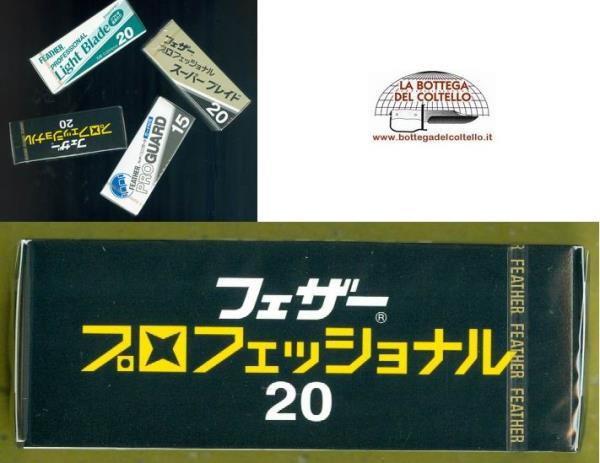 FEATHER
PROFESSIONAL
Light Blade
20
フェザー
プロフェッショナル
スーパーブレイド
20
フェザー
プロフェッショナル
20
FEATHER
PROGUARD
15
LA BOTTEGA
DEL COLTELLO
www.bottegadelcoltello.it
フェザー®
プロフェッショナル
20
FEATHER FEATHER FEATHER